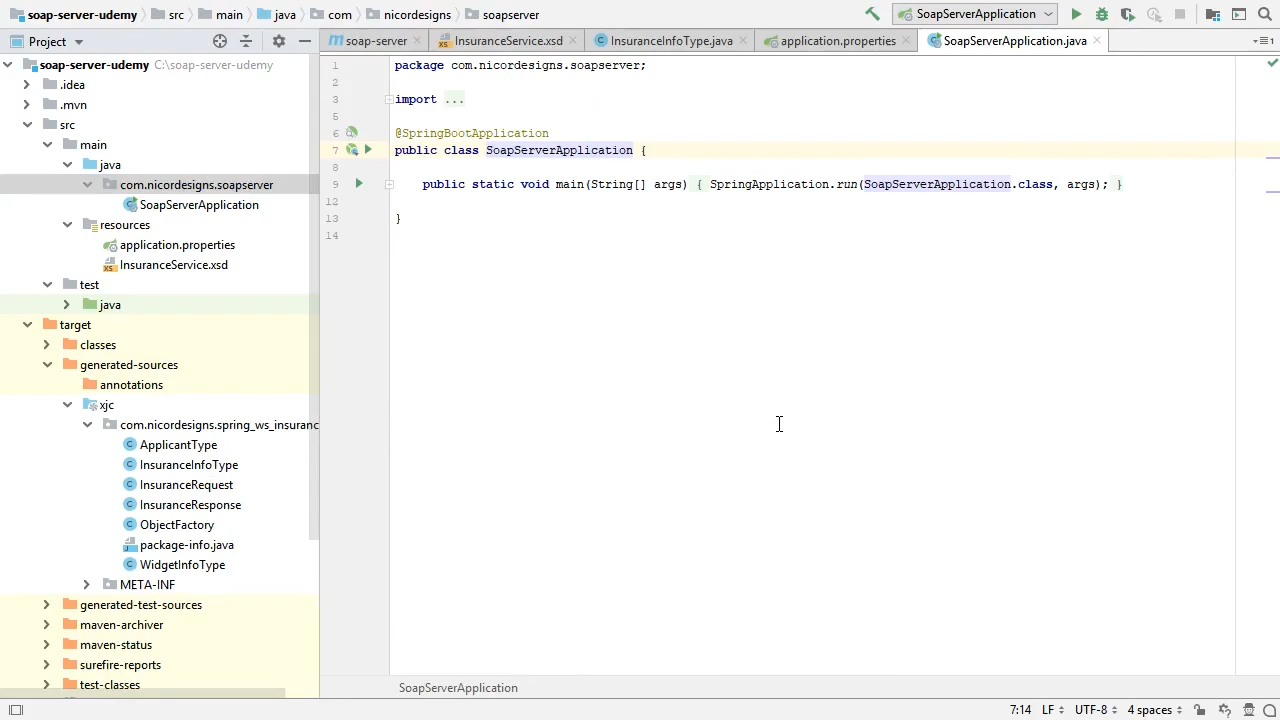 soap-server-udemy src main java com nicordesigns soapserver SoapServerApplication
Project soap-server InsuranceService.xsd InsuranceInfoType.java application.properties SoapServerApplication.java
soap-server-udemy C:\soap-server-udemy
.idea
.mvn
src
main
java
com.nicordesigns.soapserver
SoapServerApplication
resources
application.properties
InsuranceService.xsd
test
java
target
classes
generated-sources
annotations
xjc
com.nicordesigns.spring_ws_insuranc
ApplicantType
InsuranceInfoType
InsuranceRequest
InsuranceResponse
ObjectFactory
package-info.java
WidgetInfoType
META-INF
generated-test-sources
maven-archiver
maven-status
surefire-reports
test-classes
1 package com.nicordesigns.soapserver;
2
3 import ...
5
6 @SpringBootApplication
7 public class SoapServerApplication {
8
9 public static void main(String[] args) { SpringApplication.run(SoapServerApplication.class, args); }
12
13 }
14
SoapServerApplication
7:14 LF UTF-8 4 spaces